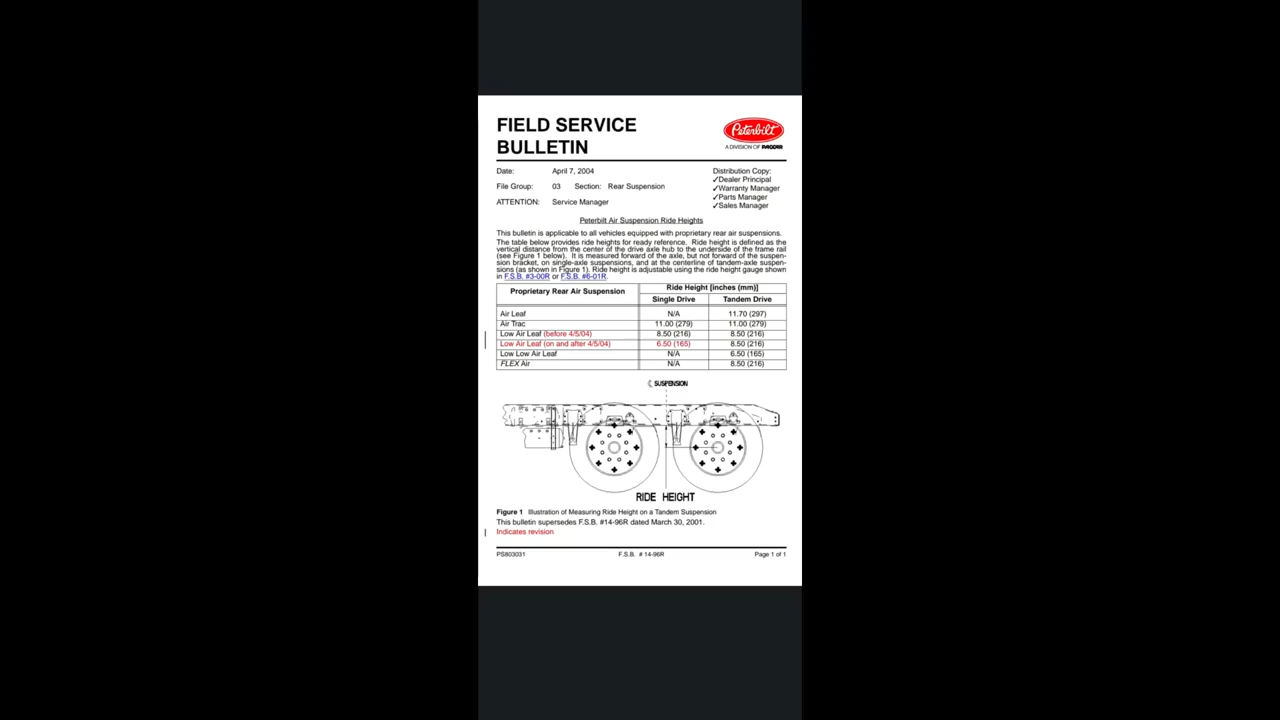 FIELD SERVICE
BULLETIN
Peterbilt
A DIVISION OF PACCAR
Date: April 7, 2004
Distribution Copy:
✓Dealer Principal
File Group: 03 Section: Rear Suspension
✓Warranty Manager
✓Parts Manager
ATTENTION: Service Manager
✓Sales Manager
Peterbilt Air Suspension Ride Heights
This bulletin is applicable to all vehicles equipped with proprietary rear air suspensions.
The table below provides ride heights for ready reference. Ride height is defined as the
vertical distance from the center of the drive axle hub to the underside of the frame rail
(see Figure 1 below). It is measured forward of the axle, but not forward of the suspen-
sion bracket, on single-axle suspensions, and at the centerline of tandem-axle suspen-
sions (as shown in Figure 1). Ride height is adjustable using the ride height gauge shown
in F.S.B. #3-00R or F.S.B. #6-01R.
Proprietary Rear Air Suspension
Ride Height [inches (mm)]
Single Drive Tandem Drive
Air Leaf N/A 11.70 (297)
Air Trac 11.00 (279) 11.00 (279)
Low Air Leaf (before 4/5/04) 8.50 (216) 8.50 (216)
Low Air Leaf (on and after 4/5/04) 6.50 (165) 8.50 (216)
Low Low Air Leaf N/A 6.50 (165)
FLEX Air N/A 8.50 (216)
℄ SUSPENSION
RIDE HEIGHT
Figure 1 Illustration of Measuring Ride Height on a Tandem Suspension
This bulletin supersedes F.S.B. #14-96R dated March 30, 2001.
Indicates revision
PS803031 F.S.B. # 14-96R Page 1 of 1